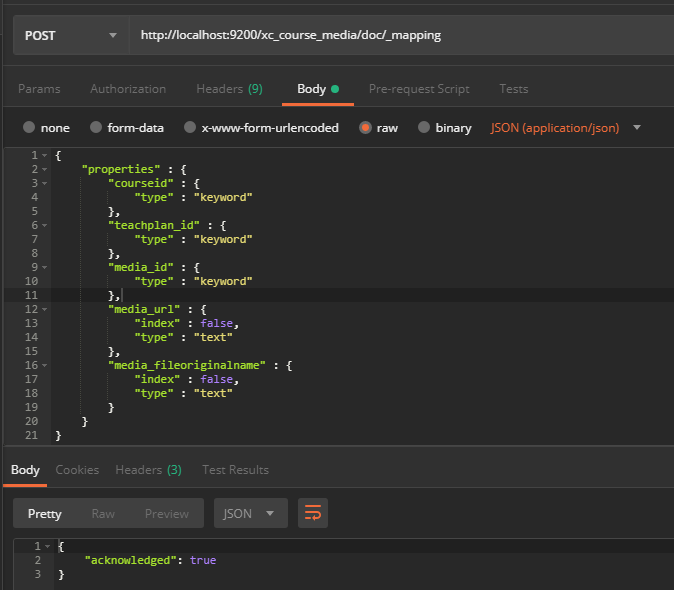 POST http://localhost:9200/xc_course_media/doc/_mapping
Params Authorization Headers (9) Body Pre-request Script Tests
none form-data x-www-form-urlencoded raw binary JSON (application/json)
1 {
2 "properties" : {
3 "courseid" : {
4 "type" : "keyword"
5 },
6 "teachplan_id" : {
7 "type" : "keyword"
8 },
9 "media_id" : {
10 "type" : "keyword"
11 },
12 "media_url" : {
13 "index" : false,
14 "type" : "text"
15 },
16 "media_fileoriginalname" : {
17 "index" : false,
18 "type" : "text"
19 }
20 }
21 }
Body Cookies Headers (3) Test Results
Pretty Raw Preview JSON
1 {
2 "acknowledged": true
3 }